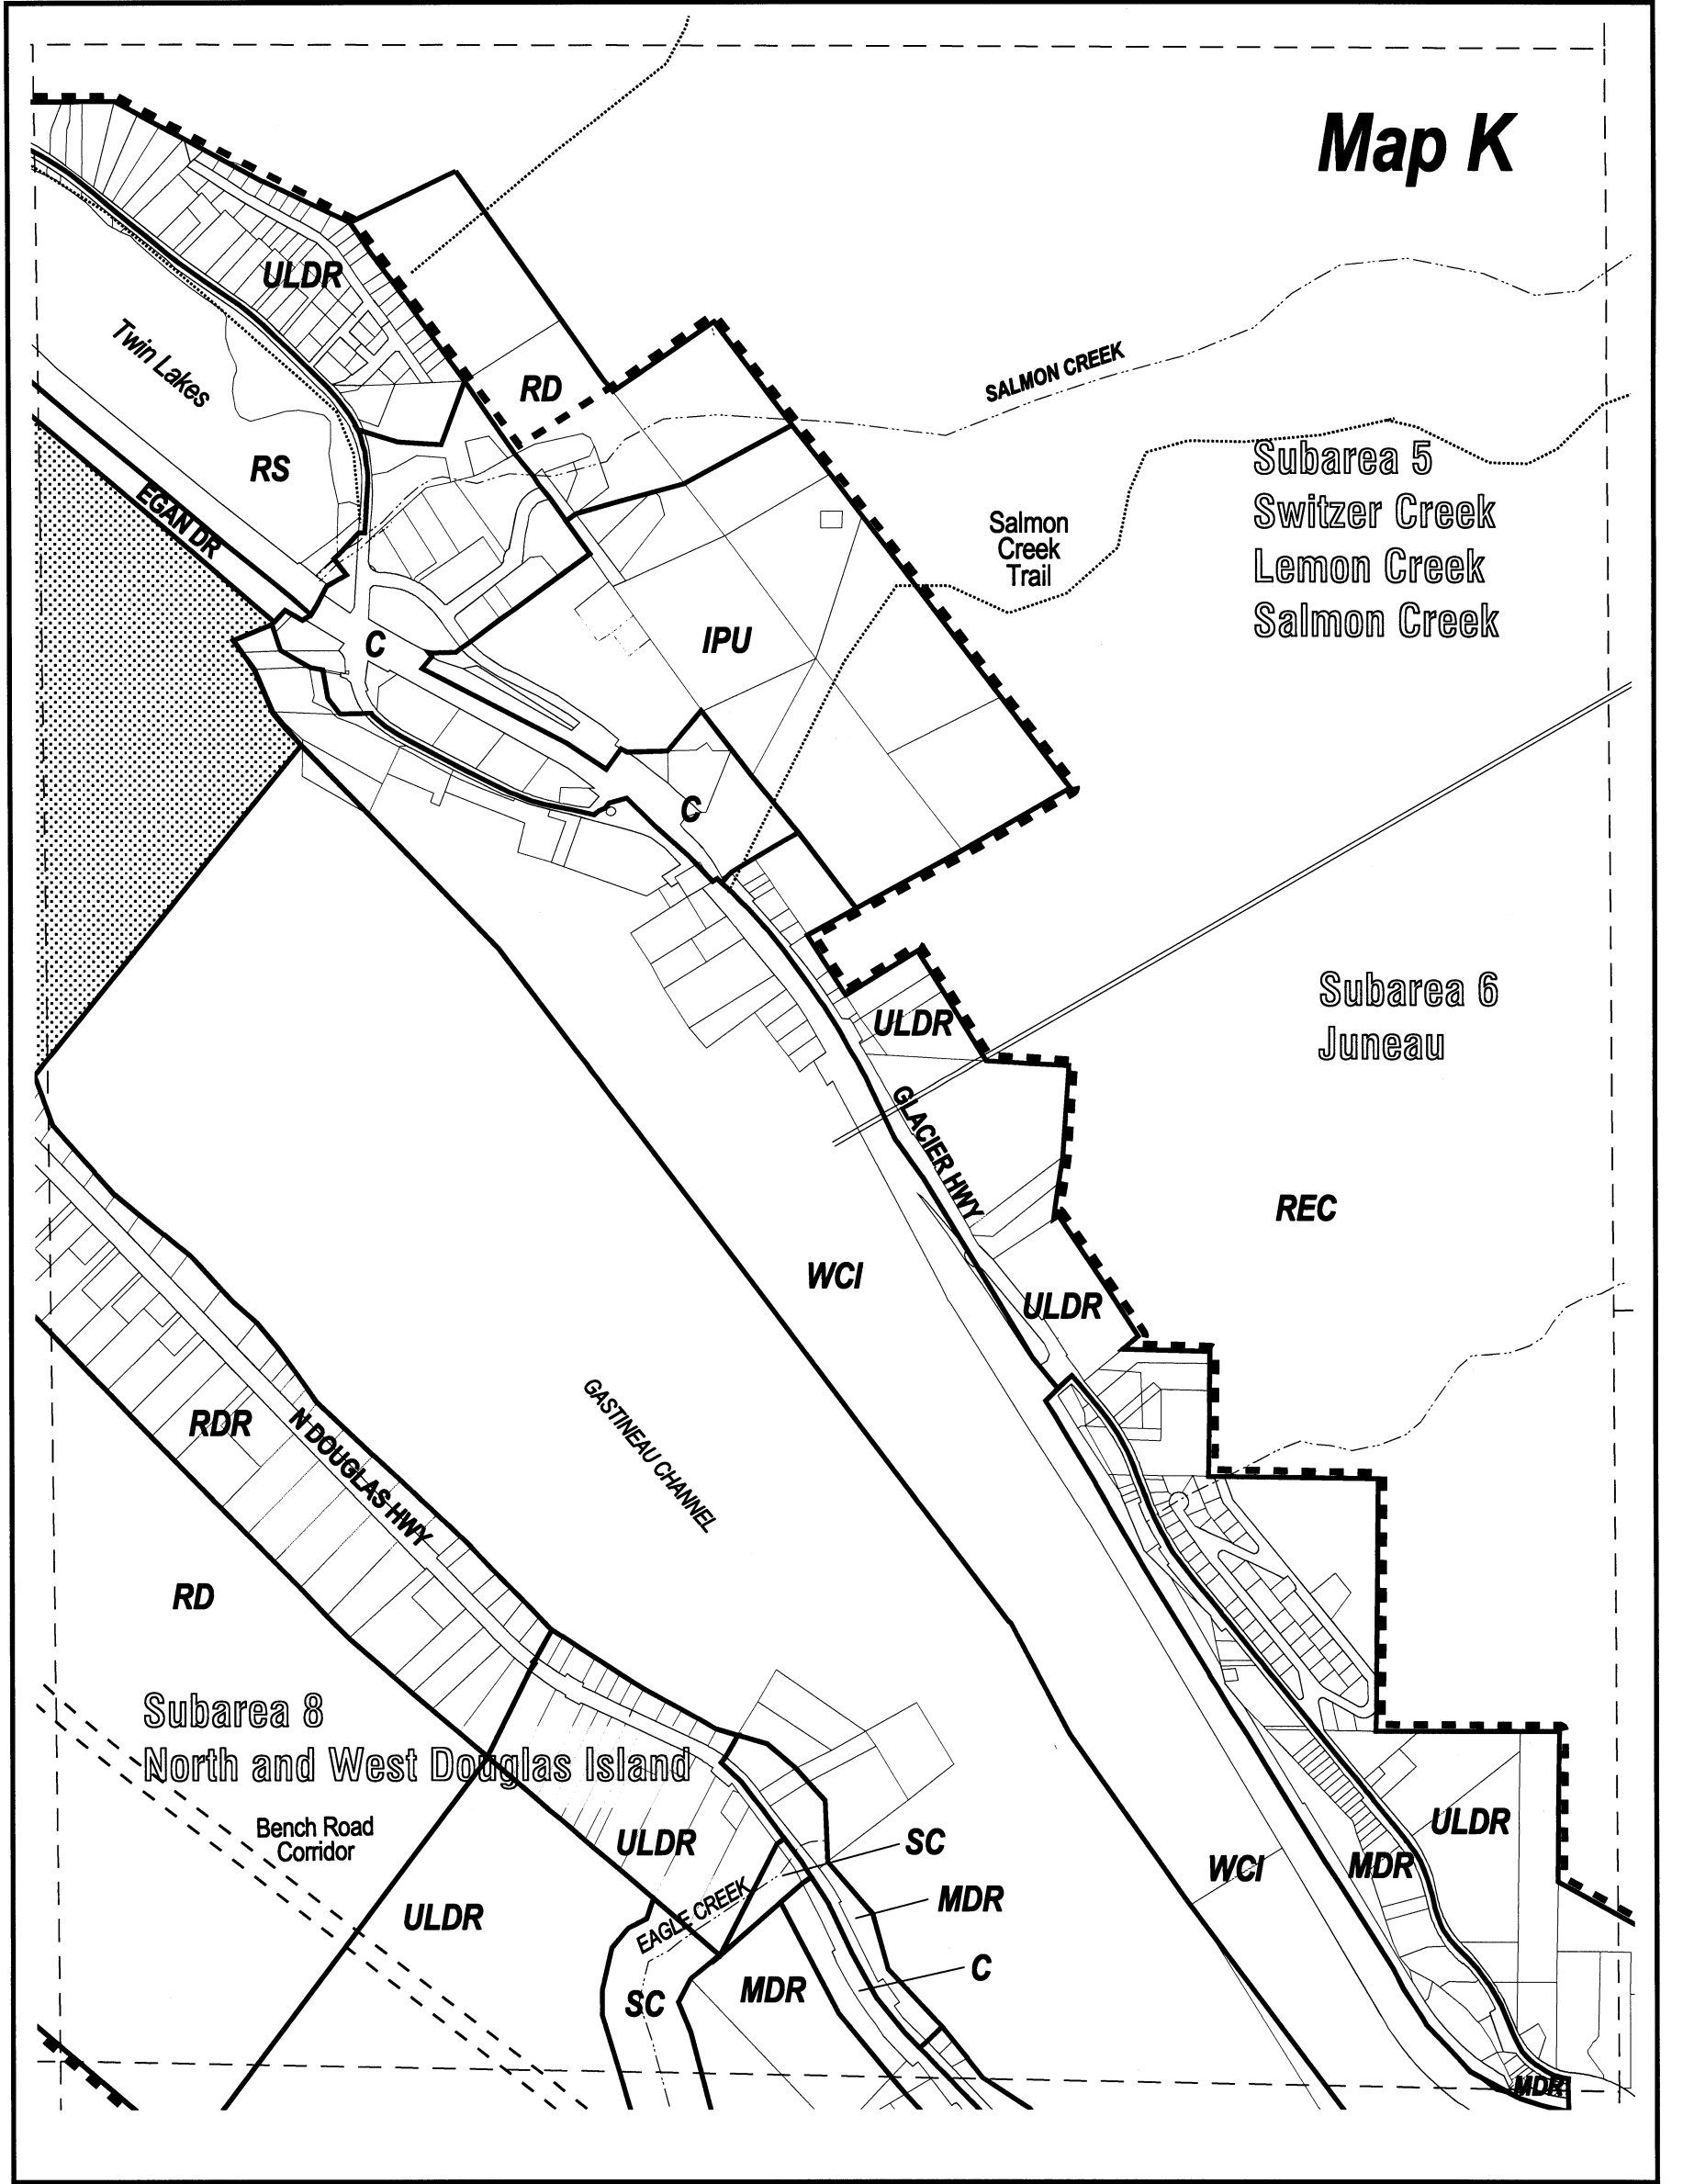 Map K
ULDR
Twin Lakes
RD
SALMON CREEK
RS
EGAN DR
Subarea 5
Switzer Creek
Lemon Creek
Salmon Creek
Salmon
Creek
Trail
C
IPU
C
Subarea 6
Juneau
ULDR
GLACIER HWY
REC
WCI
ULDR
GASTINEAU CHANNEL
RDR
N DOUGLAS HWY
RD
Subarea 8
North and West Douglas Island
Bench Road
Corridor
ULDR
SC
ULDR
WCI
MDR
MDR
EAGLE CREEK
ULDR
C
SC
MDR
MDR